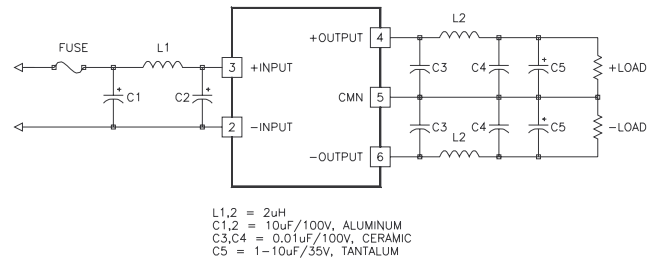 FUSE
L1
L2
+OUTPUT 4
3 +INPUT
C1
C2
C3
C4
C5
+LOAD
CMN 5
2 -INPUT
C3
C4
C5
-LOAD
-OUTPUT 6
L2
L1,2 = 2uH
C1,2 = 10uF/100V, ALUMINUM
C3,C4 = 0.01uF/100V, CERAMIC
C5 = 1-10uF/35V, TANTALUM